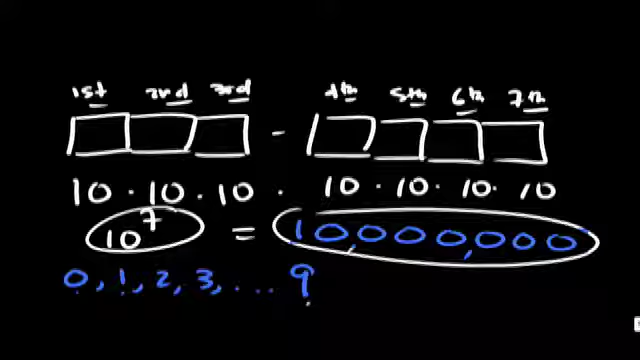 1st 2nd 3rd 4th 5th 6th 7th
-
10 · 10 · 10 · 10 · 10 · 10 · 10
10⁷ = 10,000,000
0, 1, 2, 3, ... 9